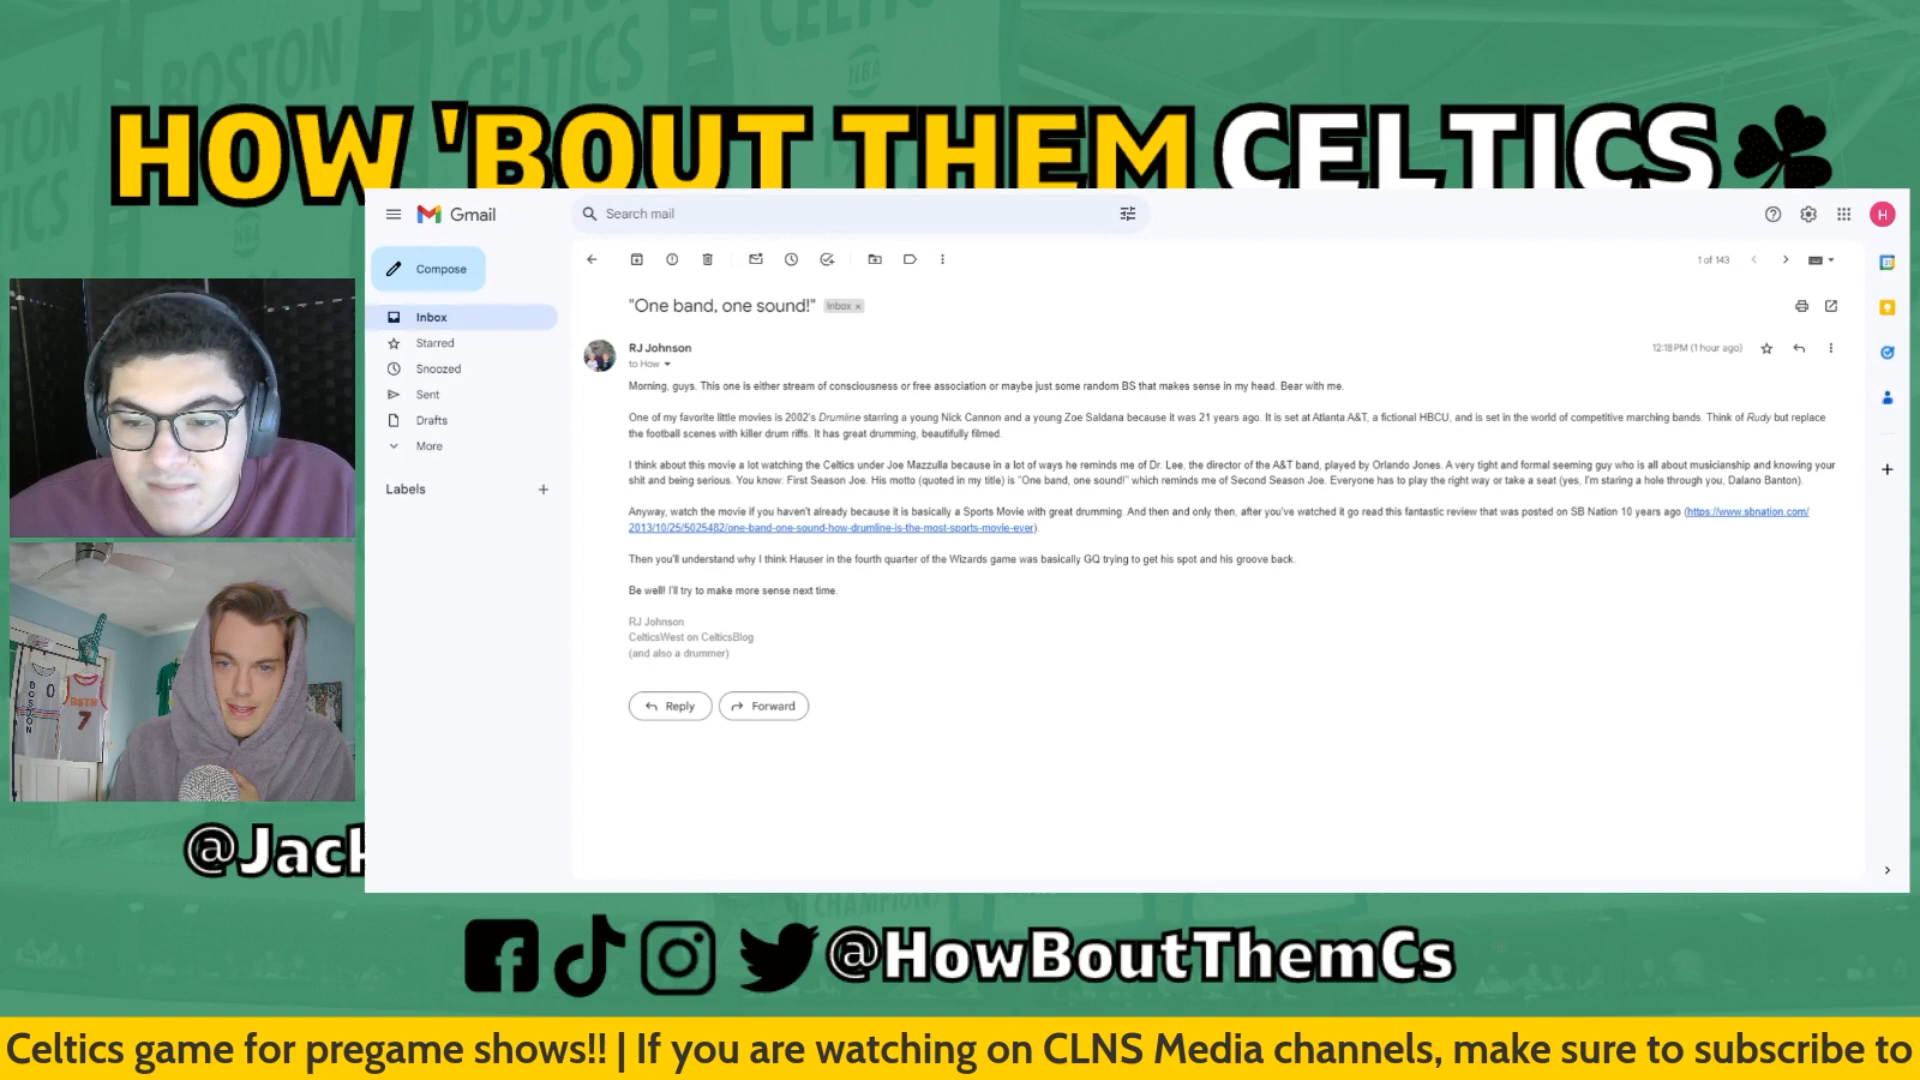 HOW 'BOUT THEM CELTICS
Gmail
Search mail
H
Compose
1 of 143
Inbox
Starred
Snoozed
Sent
Drafts
More
Labels
"One band, one sound!" Inbox x
RJ Johnson
12:18 PM (1 hour ago)
to How
Morning, guys. This one is either stream of consciousness or free association or maybe just some random BS that makes sense in my head. Bear with me.
One of my favorite little movies is 2002's Drumline starring a young Nick Cannon and a young Zoe Saldana because it was 21 years ago. It is set at Atlanta A&T, a fictional HBCU, and is set in the world of competitive marching bands. Think of Rudy but replace
the football scenes with killer drum riffs. It has great drumming, beautifully filmed.
I think about this movie a lot watching the Celtics under Joe Mazzulla because in a lot of ways he reminds me of Dr. Lee, the director of the A&T band, played by Orlando Jones. A very tight and formal seeming guy who is all about musicianship and knowing your
shit and being serious. You know: First Season Joe. His motto (quoted in my title) is "One band, one sound!" which reminds me of Second Season Joe. Everyone has to play the right way or take a seat (yes, I'm staring a hole through you, Dalano Banton).
Anyway, watch the movie if you haven't already because it is basically a Sports Movie with great drumming. And then and only then, after you've watched it go read this fantastic review that was posted on SB Nation 10 years ago (https://www.sbnation.com/
2013/10/25/5025482/one-band-one-sound-how-drumline-is-the-most-sports-movie-ever).
Then you'll understand why I think Hauser in the fourth quarter of the Wizards game was basically GQ trying to get his spot and his groove back.
Be well! I'll try to make more sense next time.
RJ Johnson
CelticsWest on CelticsBlog
(and also a drummer)
Reply
Forward
BOSTON
0
7
@Jack
@HowBoutThemCs
Celtics game for pregame shows!! | If you are watching on CLNS Media channels, make sure to subscribe to
BOSTON
CELTICS
NBA
CHAMPIONS